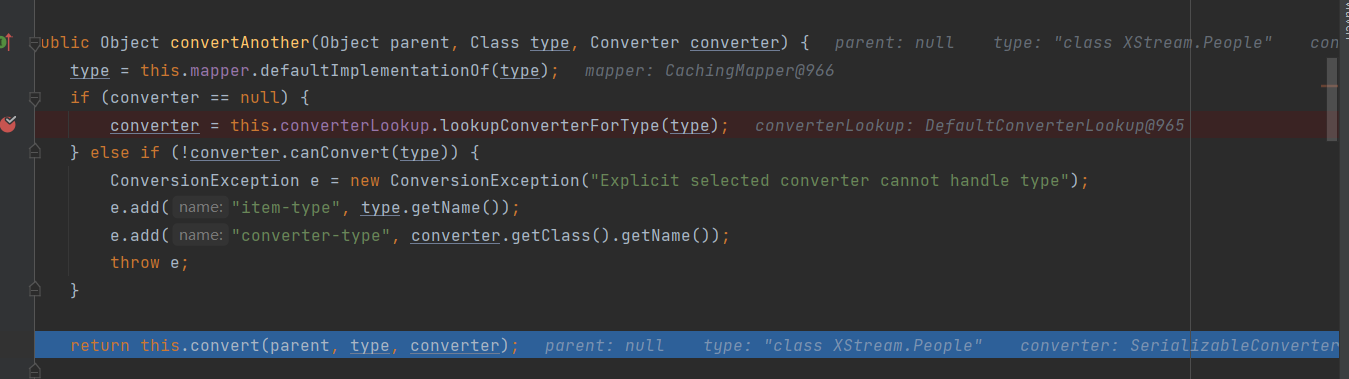 ublic Object convertAnother(Object parent, Class type, Converter converter) { parent: null type: "class XStream.People" con
type = this.mapper.defaultImplementationOf(type); mapper: CachingMapper@966
if (converter == null) {
converter = this.converterLookup.lookupConverterForType(type); converterLookup: DefaultConverterLookup@965
} else if (!converter.canConvert(type)) {
ConversionException e = new ConversionException("Explicit selected converter cannot handle type");
e.add( name: "item-type", type.getName());
e.add( name: "converter-type", converter.getClass().getName());
throw e;
}
return this.convert(parent, type, converter); parent: null type: "class XStream.People" converter: SerializableConverter